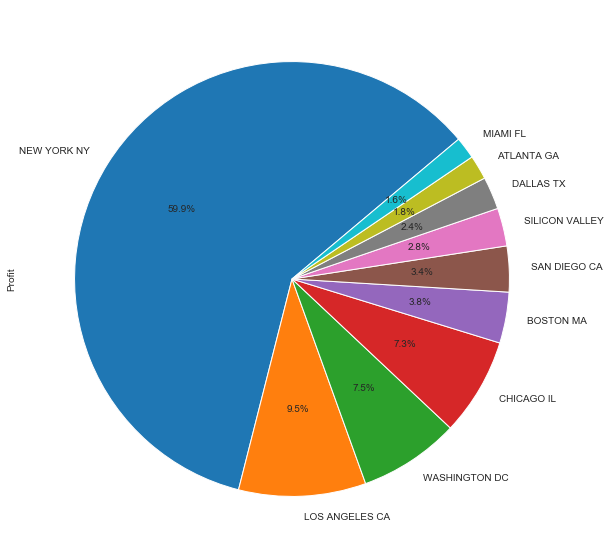 MIAMI FL
ATLANTA GA
NEW YORK NY
DALLAS TX
1.6%
59.9%
1.8%
SILICON VALLEY
2.4%
2.8%
SAN DIEGO CA
3.4%
Profit
3.8%
BOSTON MA
7.3%
7.5%
CHICAGO IL
9.5%
WASHINGTON DC
LOS ANGELES CA